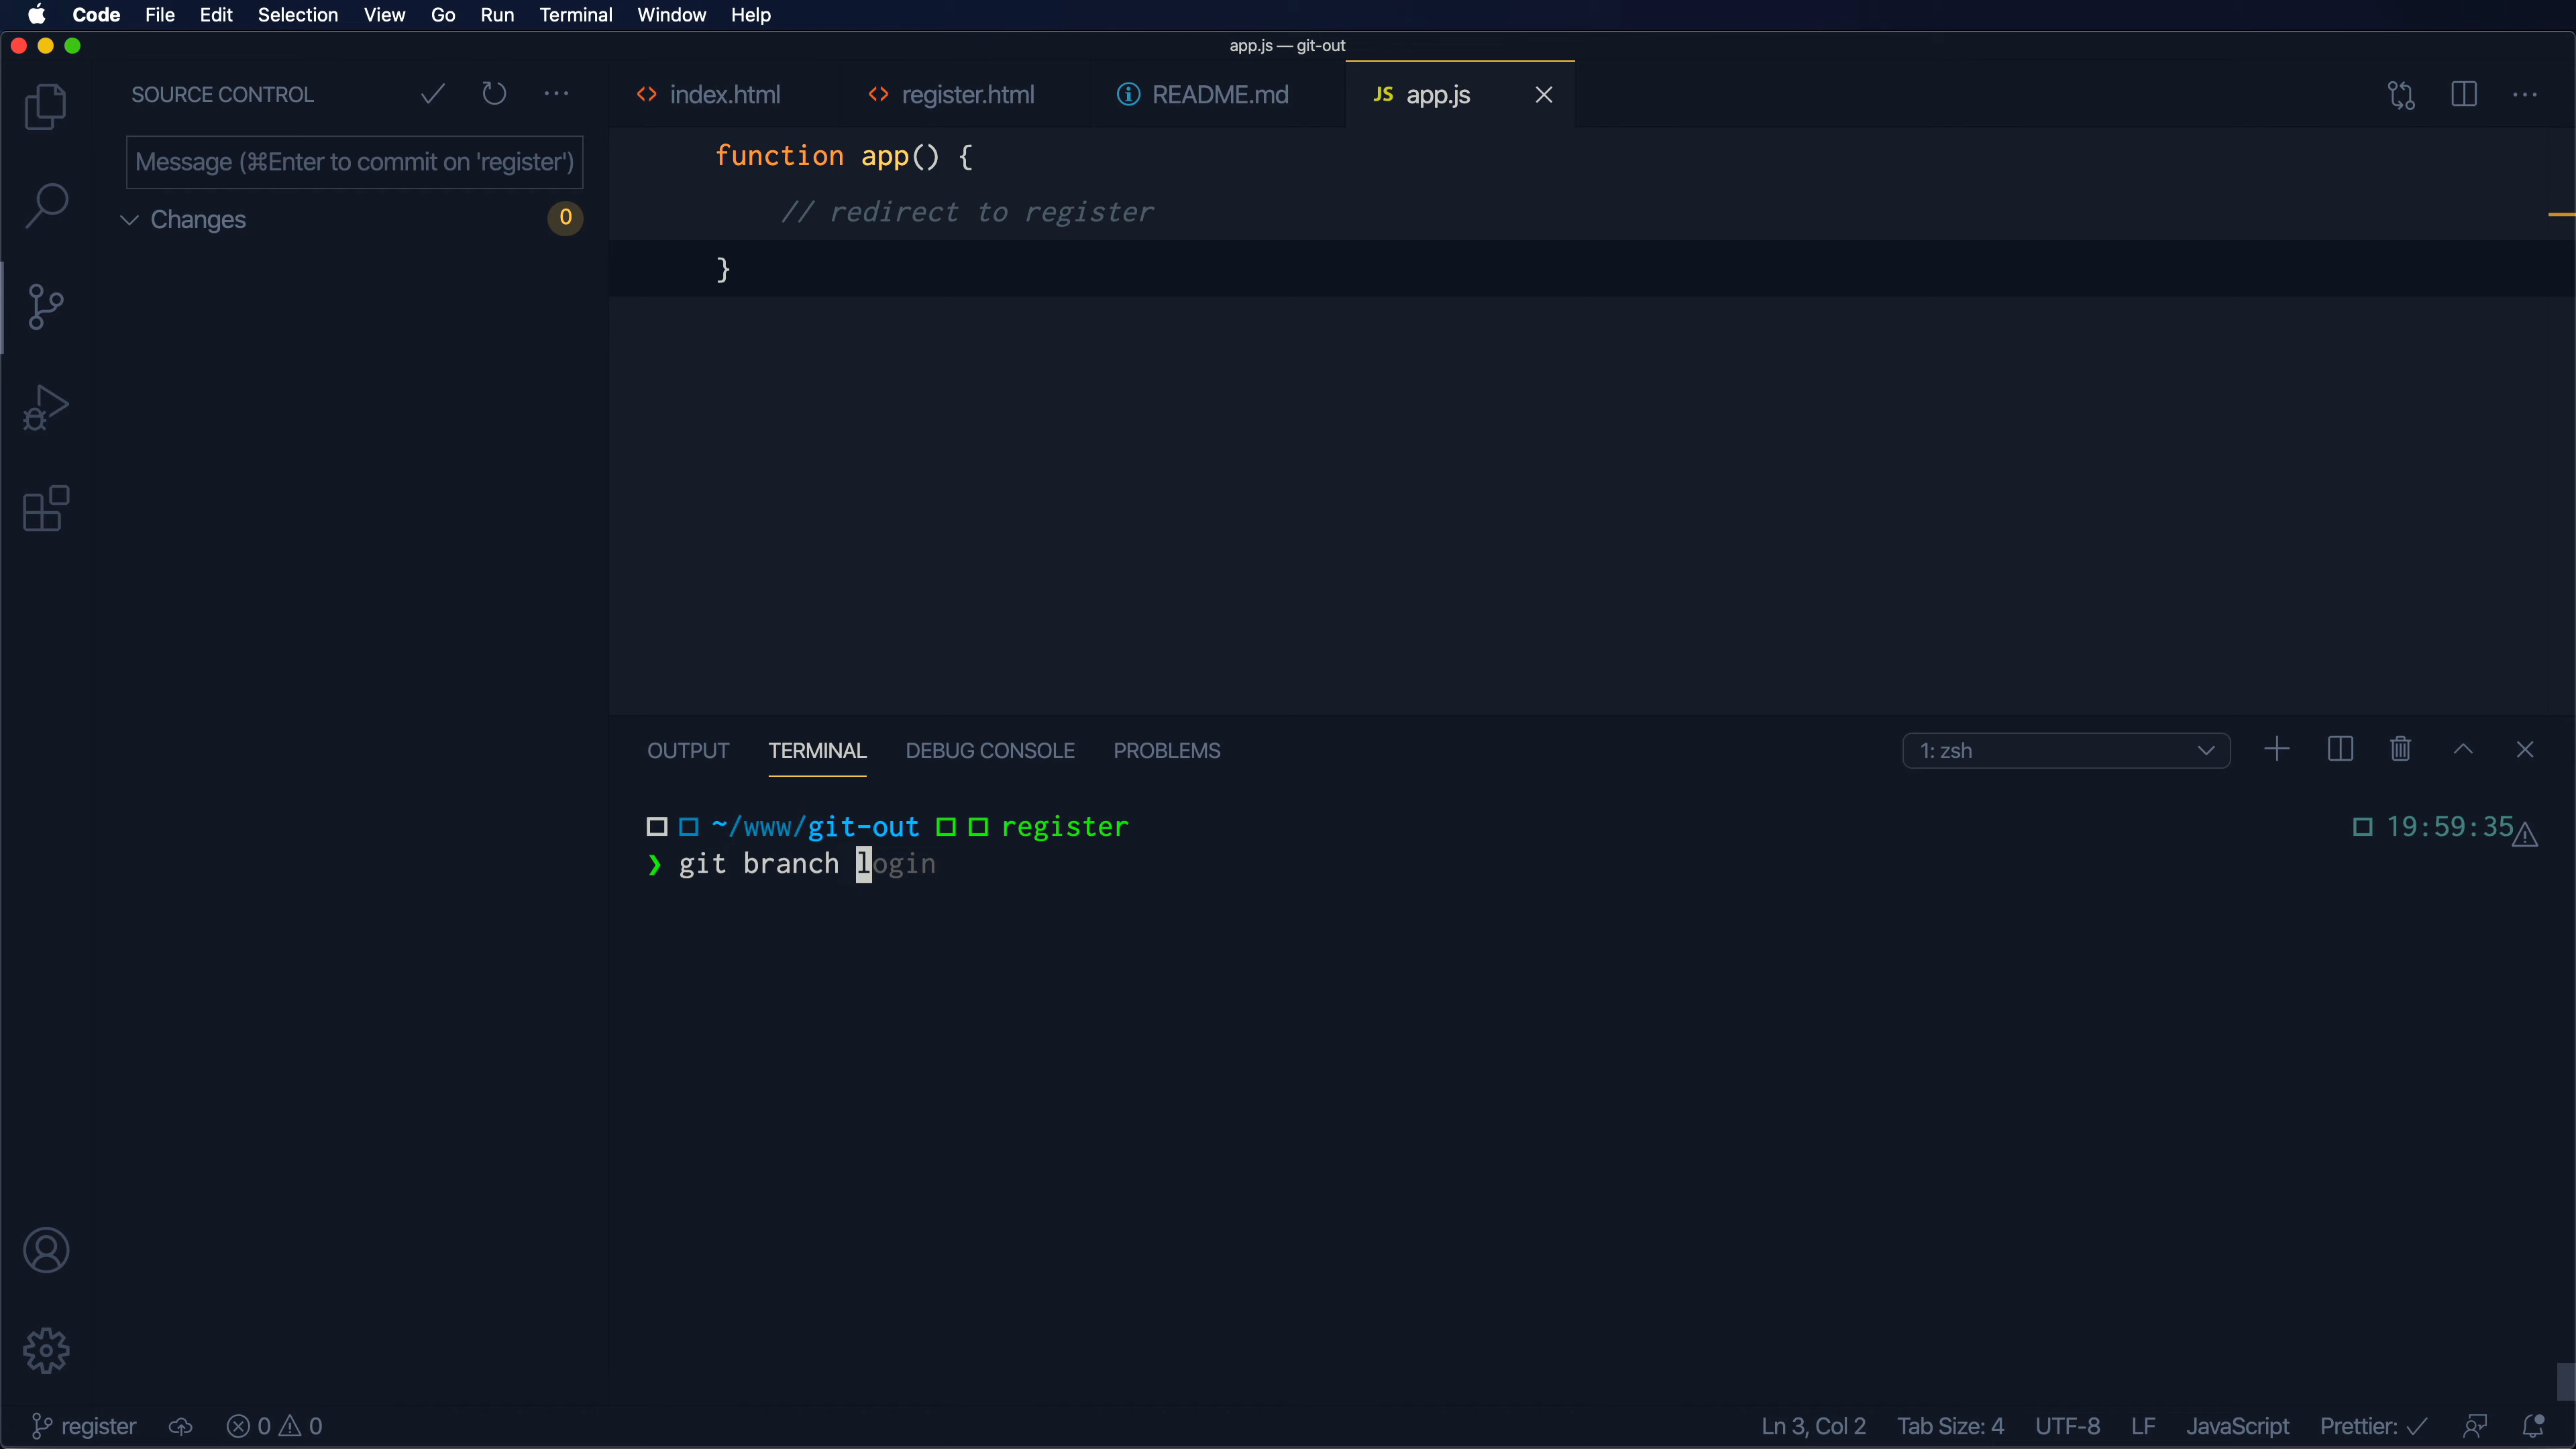 Code File Edit Selection View Go Run Terminal Window Help
app.js — git-out
SOURCE CONTROL
index.html
register.html
README.md
JS app.js
Message (⌘Enter to commit on 'register')
Changes
0
function app() {
// redirect to register
}
OUTPUT TERMINAL DEBUG CONSOLE PROBLEMS
1: zsh
~/www/git-out register
19:59:35
❯ git branch login
register
0 0
Ln 3, Col 2
Tab Size: 4
UTF-8
LF
JavaScript
Prettier: ✓